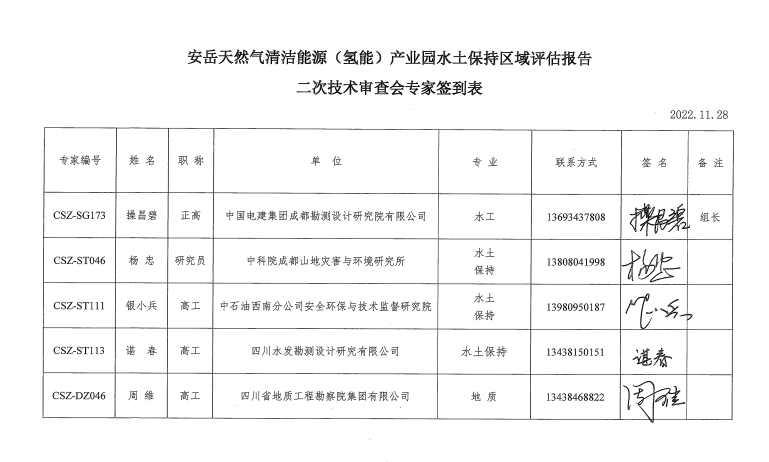 安岳天然气清洁能源（氢能）产业园水土保持区域评估报告
二次技术审查会专家签到表
2022.11.28
专家编号 姓 名 职 称 单 位 专 业 联系方式 签 名 备 注
CSZ-SG173 操昌碧 正高 中国电建集团成都勘测设计研究院有限公司 水工 13693437808 操昌碧 组长
CSZ-ST046 杨 忠 研究员 中科院成都山地灾害与环境研究所 水土 13808041998 杨忠
保持
CSZ-ST111 银小兵 高工 中石油西南分公司安全环保与技术监督研究院 水土 13980950187
保持
CSZ-ST113 谌 春 高工 四川水发勘测设计研究有限公司 水土保持 13438150151 谌春
CSZ-DZ046 周 维 高工 四川省地质工程勘察院集团有限公司 地 质 13438468822 周维